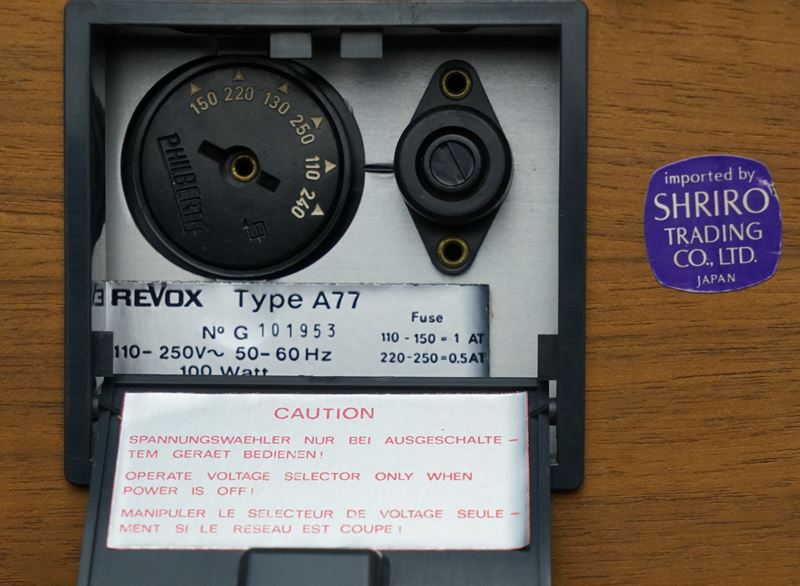 150 220 130 250 110 240
PHILBERTH
REVOX Type A77
Nº G 101953
110-250V~ 50-60 Hz
100 Watt
Fuse
110-150=1 AT
220-250=0.5AT
CAUTION
SPANNUNGSWAEHLER NUR BEI AUSGESCHALTE-
TEM GERAET BEDIENEN!
OPERATE VOLTAGE SELECTOR ONLY WHEN
POWER IS OFF!
MANIPULER LE SELECTEUR DE VOLTAGE SEULE-
MENT SI LE RESEAU EST COUPE!
imported by
SHRIRO
TRADING
CO., LTD.
JAPAN